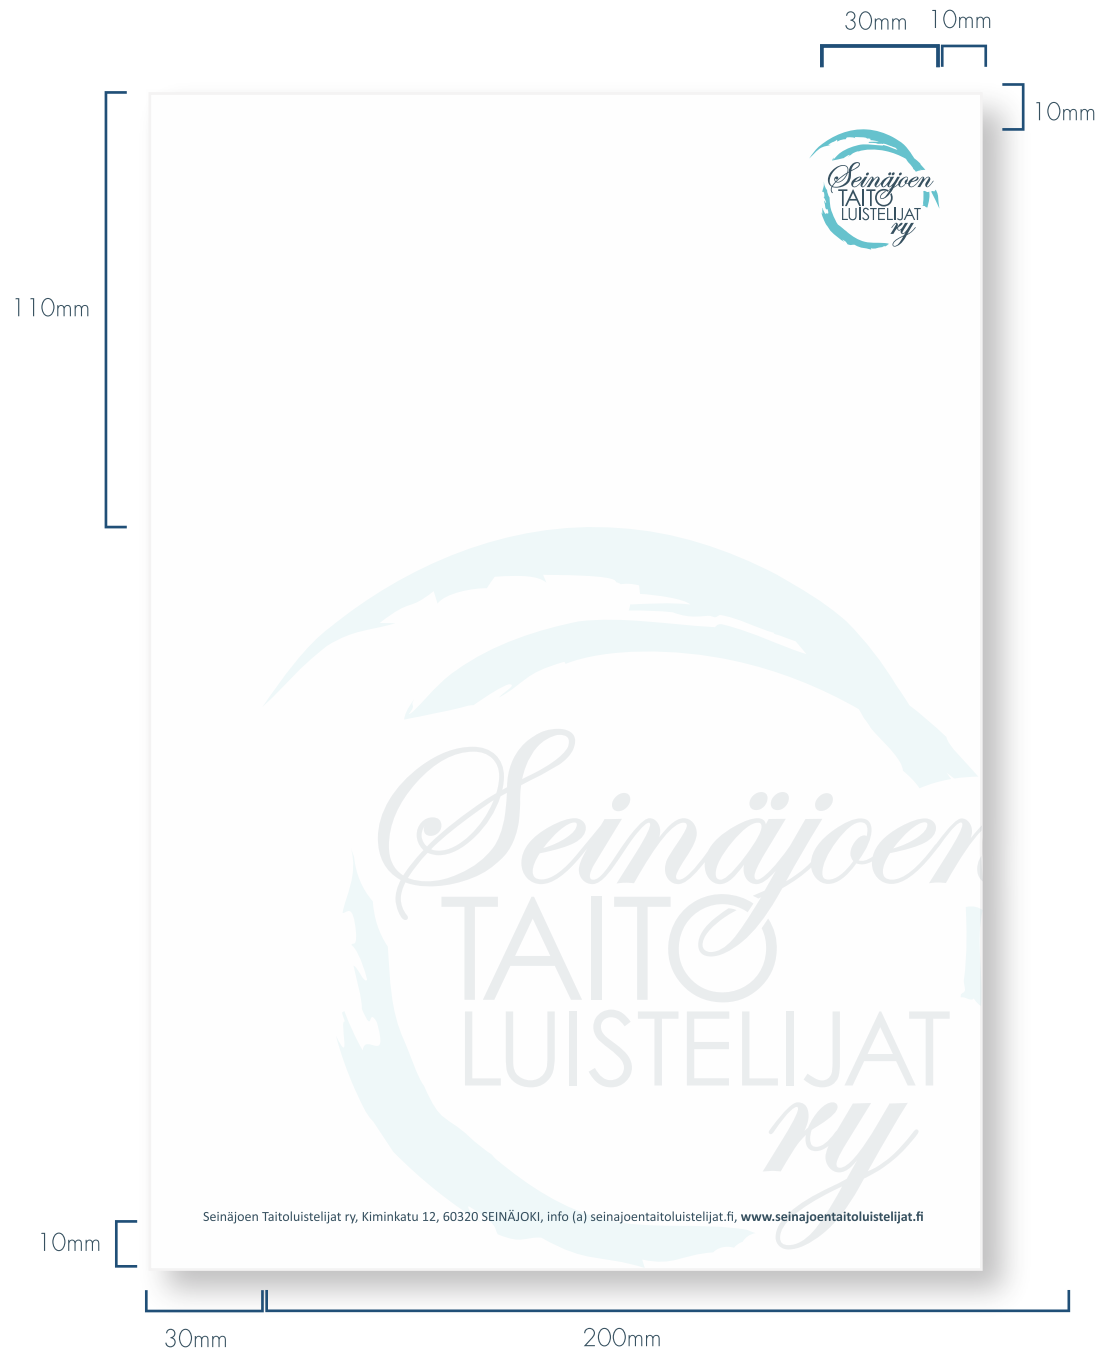 30mm 10mm
10mm
Seinäjoen
TAITO
LUISTELIJAT
ry
110mm
Seinäjoen
TAITO
LUISTELIJAT
ry
Seinäjoen Taitoluistelijat ry, Kiminkatu 12, 60320 SEINÄJOKI, info (a) seinajoentaitoluistelijat.fi, www.seinajoentaitoluistelijat.fi
10mm
30mm 200mm